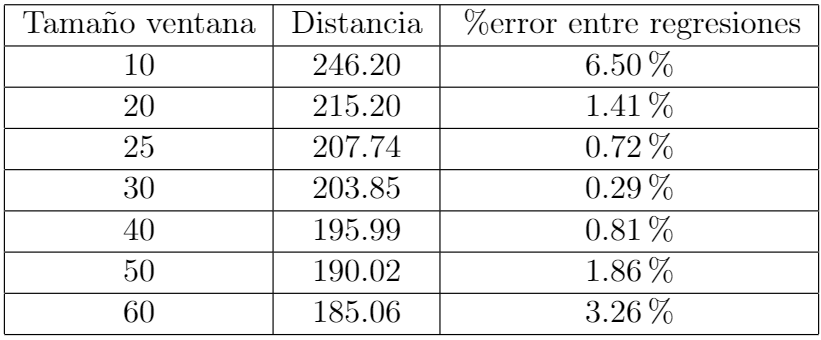 Tamaño ventana Distancia %error entre regresiones
10 246.20 6.50 %
20 215.20 1.41 %
25 207.74 0.72 %
30 203.85 0.29 %
40 195.99 0.81 %
50 190.02 1.86 %
60 185.06 3.26 %